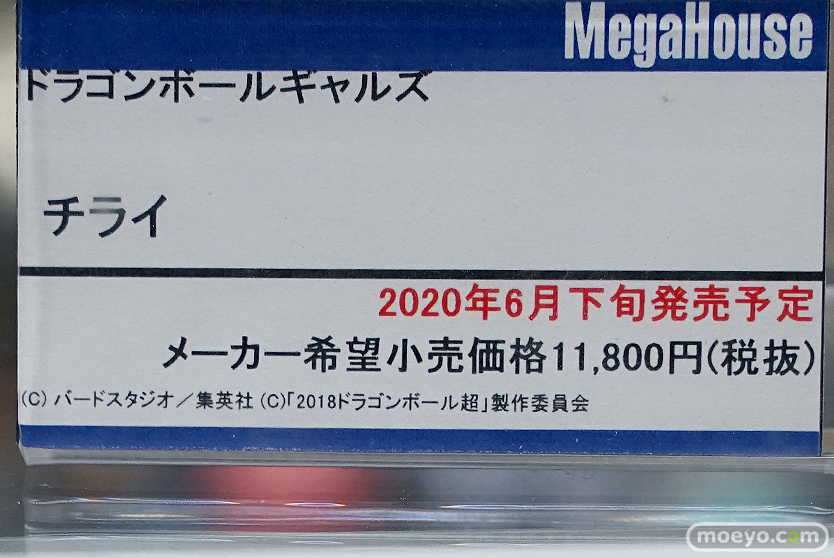 MegaHouse
ドラゴンボールギャルズ
チライ
2020年6月下旬発売予定
メーカー希望小売価格11,800円(税抜)
(C) バードスタジオ／集英社 (C)「2018ドラゴンボール超」製作委員会
moeyo.com